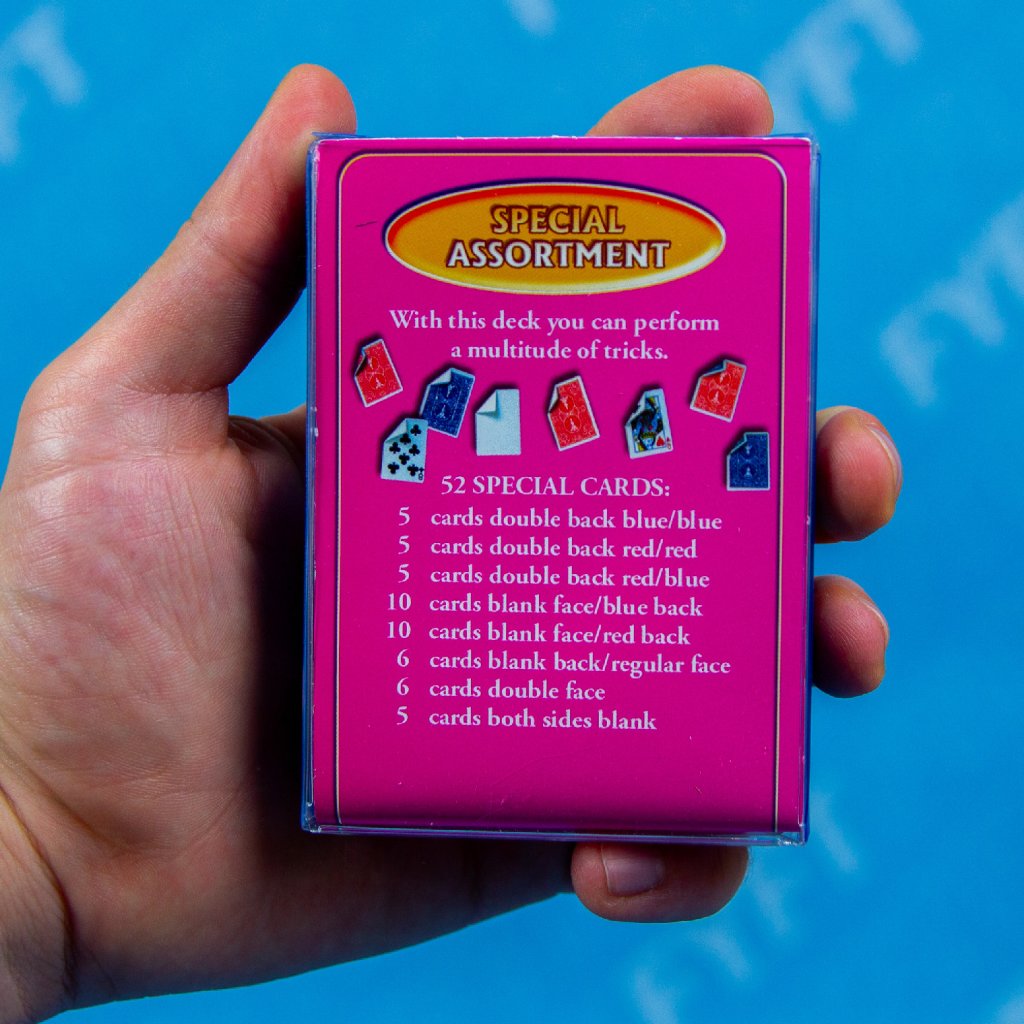 SPECIAL
ASSORTMENT
With this deck you can perform
a multitude of tricks.
52 SPECIAL CARDS:
5 cards double back blue/blue
5 cards double back red/red
5 cards double back red/blue
10 cards blank face/blue back
10 cards blank face/red back
6 cards blank back/regular face
6 cards double face
5 cards both sides blank